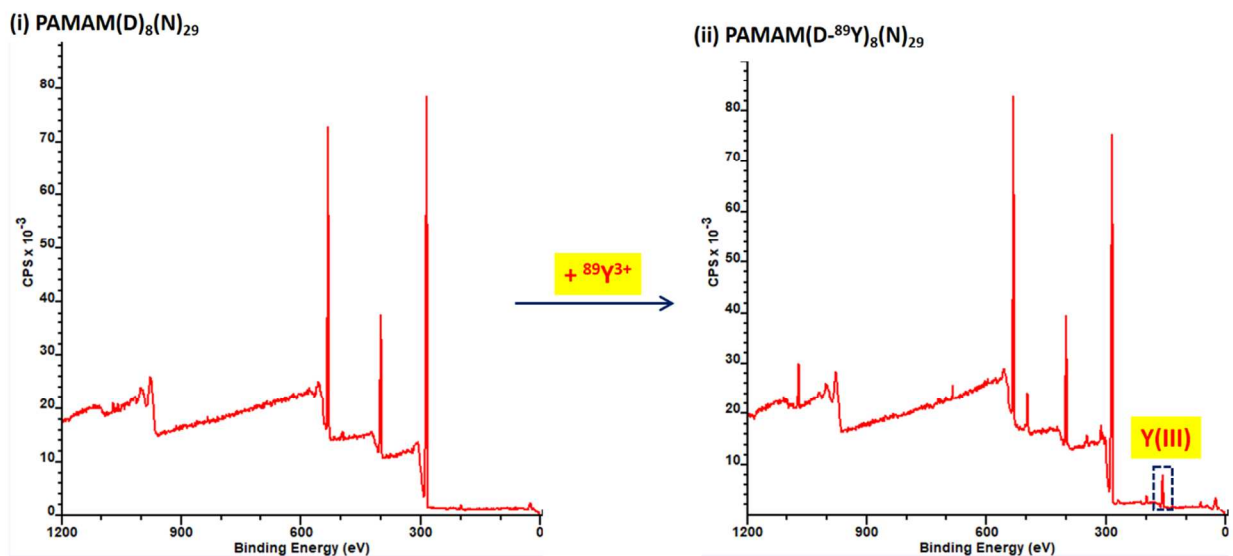 (i) PAMAM(D)₈(N)₂₉
(ii) PAMAM(D-⁸⁹Y)₈(N)₂₉
CPS x 10⁻³
80
70
60
50
40
30
20
10
0
1200 900 600 300 0
Binding Energy (eV)
+ ⁸⁹Y³⁺
CPS x 10⁻³
80
70
60
50
40
30
20
10
Y(III)
1200 900 600 300 0
Binding Energy (eV)